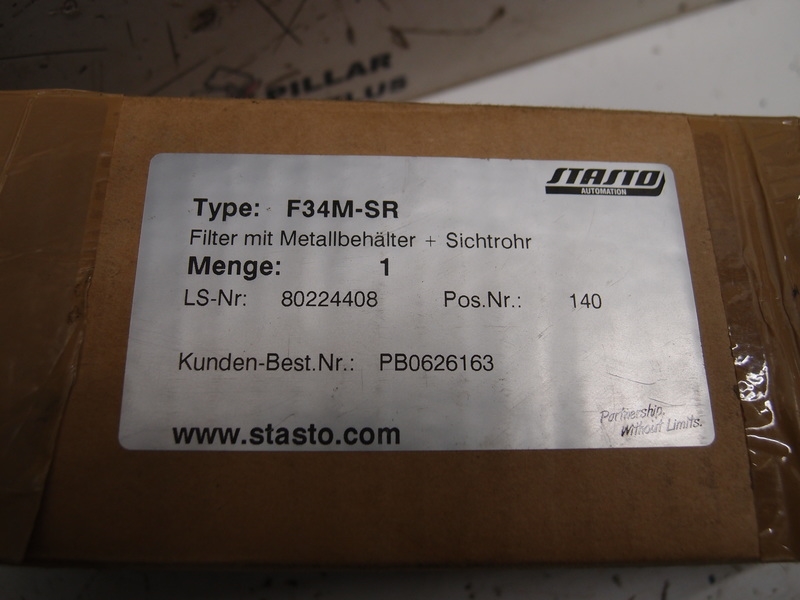 PILLAR
LUS
STASTO
AUTOMATION
Type: F34M-SR
Filter mit Metallbehälter + Sichtrohr
Menge: 1
LS-Nr: 80224408 Pos.Nr.: 140
Kunden-Best.Nr.: PB0626163
www.stasto.com
Partnership.
Without Limits.